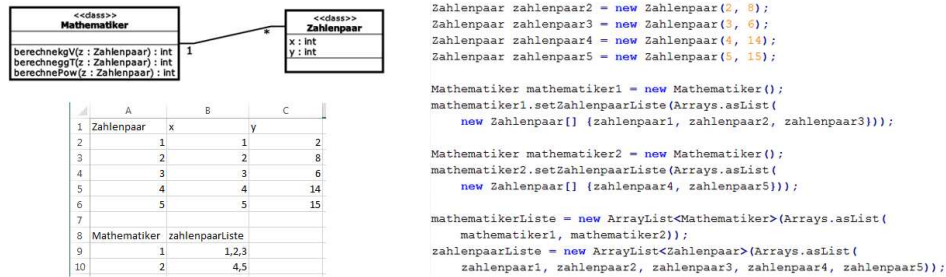 <<class>>
Mathematiker
berechnekgV(z : Zahlenpaar) : int
berechneggT(z : Zahlenpaar) : int
berechnePow(z : Zahlenpaar) : int
1
*
<<class>>
Zahlenpaar
x : int
y : int
A B C
1 Zahlenpaar x y
2 1 1 2
3 2 2 8
4 3 3 6
5 4 4 14
6 5 5 15
7
8 Mathematiker zahlenpaarListe
9 1 1,2,3
10 2 4,5
Zahlenpaar zahlenpaar2 = new Zahlenpaar(2, 8);
Zahlenpaar zahlenpaar3 = new Zahlenpaar(3, 6);
Zahlenpaar zahlenpaar4 = new Zahlenpaar(4, 14);
Zahlenpaar zahlenpaar5 = new Zahlenpaar(5, 15);
Mathematiker mathematiker1 = new Mathematiker();
mathematiker1.setZahlenpaarListe(Arrays.asList(
new Zahlenpaar[] {zahlenpaar1, zahlenpaar2, zahlenpaar3}));
Mathematiker mathematiker2 = new Mathematiker();
mathematiker2.setZahlenpaarListe(Arrays.asList(
new Zahlenpaar[] {zahlenpaar4, zahlenpaar5}));
mathematikerListe = new ArrayList<Mathematiker>(Arrays.asList(
mathematiker1, mathematiker2));
zahlenpaarListe = new ArrayList<Zahlenpaar>(Arrays.asList(
zahlenpaar1, zahlenpaar2, zahlenpaar3, zahlenpaar4, zahlenpaar5));